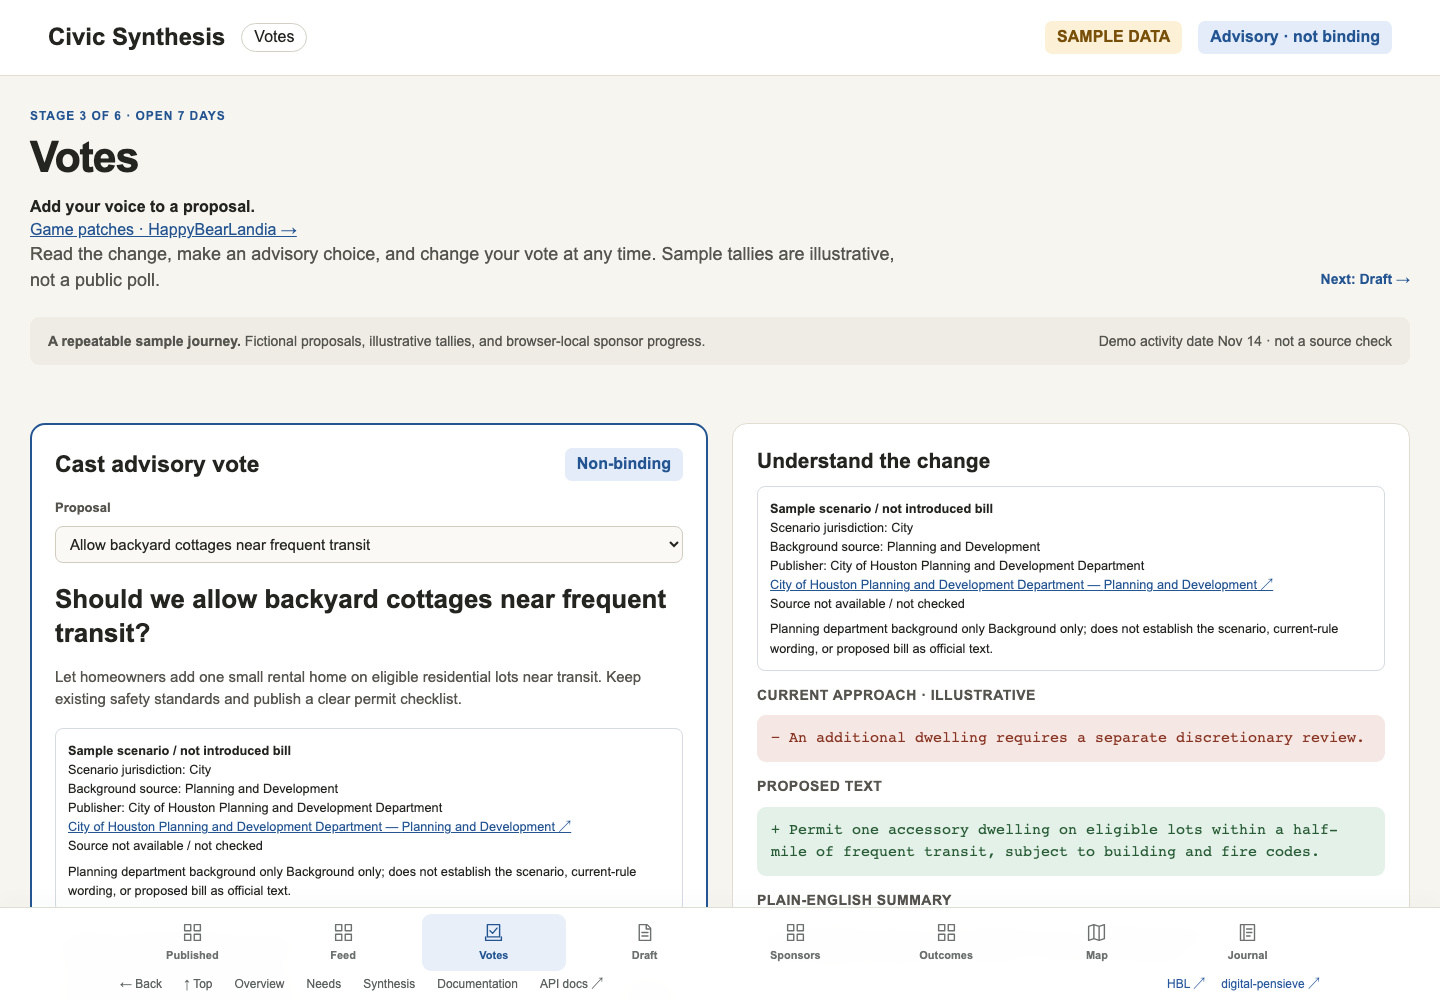 Civic Synthesis
Votes
SAMPLE DATA
Advisory · not binding
STAGE 3 OF 6 · OPEN 7 DAYS
Votes
Add your voice to a proposal.
Game patches · HappyBearLandia →
Read the change, make an advisory choice, and change your vote at any time. Sample tallies are illustrative,
not a public poll.
Next: Draft →
A repeatable sample journey. Fictional proposals, illustrative tallies, and browser-local sponsor progress.
Demo activity date Nov 14 · not a source check
Cast advisory vote
Non-binding
Proposal
Allow backyard cottages near frequent transit
Should we allow backyard cottages near frequent
transit?
Let homeowners add one small rental home on eligible residential lots near transit. Keep
existing safety standards and publish a clear permit checklist.
Sample scenario / not introduced bill
Scenario jurisdiction: City
Background source: Planning and Development
Publisher: City of Houston Planning and Development Department
City of Houston Planning and Development Department — Planning and Development ↗
Source not available / not checked
Planning department background only Background only; does not establish the scenario, current-rule
wording, or proposed bill as official text.
Understand the change
Sample scenario / not introduced bill
Scenario jurisdiction: City
Background source: Planning and Development
Publisher: City of Houston Planning and Development Department
City of Houston Planning and Development Department — Planning and Development ↗
Source not available / not checked
Planning department background only Background only; does not establish the scenario, current-rule
wording, or proposed bill as official text.
CURRENT APPROACH · ILLUSTRATIVE
− An additional dwelling requires a separate discretionary review.
PROPOSED TEXT
+ Permit one accessory dwelling on eligible lots within a half-
mile of frequent transit, subject to building and fire codes.
PLAIN-ENGLISH SUMMARY
Published
Feed
Votes
Draft
Sponsors
Outcomes
Map
Journal
← Back
↑ Top
Overview
Needs
Synthesis
Documentation
API docs ↗
HBL ↗
digital-pensieve ↗